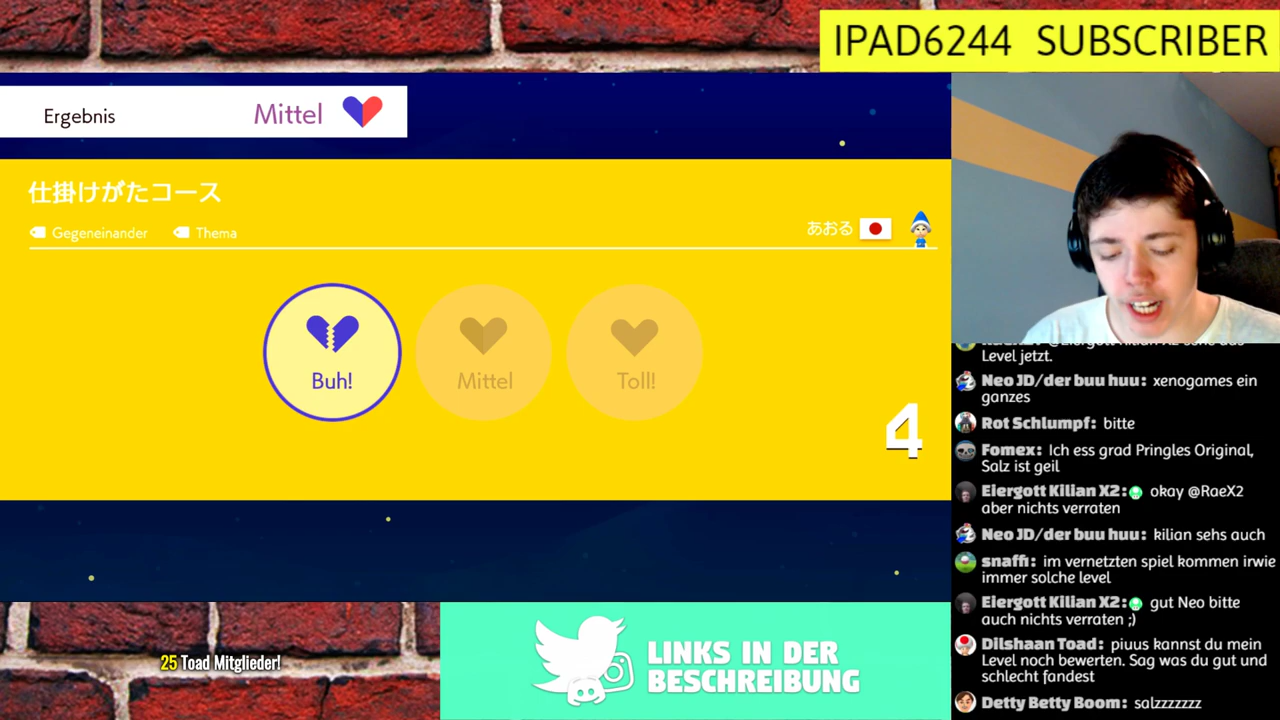 IPAD6244 SUBSCRIBER
Ergebnis
Mittel
仕掛けがたコース
Gegeneinander
Thema
あおる
Buh!
Mittel
Toll!
4
Level jetzt.
Neo JD/der buu huu: xenogames ein
ganzes
Rot Schlumpf: bitte
Fomex: Ich ess grad Pringles Original,
Salz ist geil
Eiergott Kilian X2: okay @RaeX2
aber nichts verraten
Neo JD/der buu huu: kilian sehs auch
snaffi: im vernetzten spiel kommen irwie
immer solche level
Eiergott Kilian X2: gut Neo bitte
auch nichts verraten ;)
Dilshaan Toad: piuus kannst du mein
Level noch bewerten. Sag was du gut und
schlecht fandest
Detty Betty Boom: salzzzzzzz
25 Toad Mitglieder!
LINKS IN DER
BESCHREIBUNG